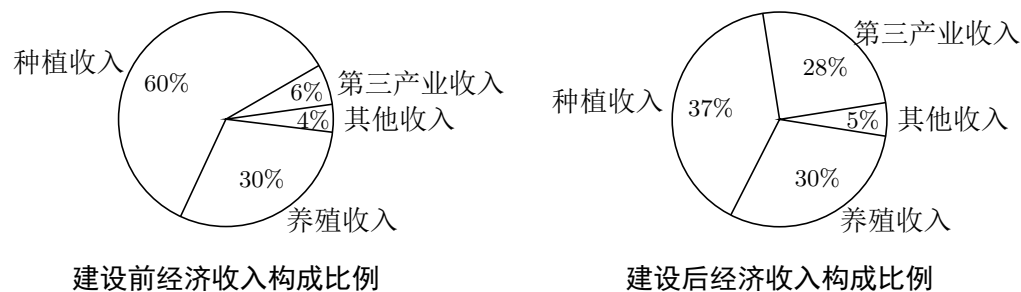 种植收入
60%
6%
第三产业收入
4%
其他收入
30%
养殖收入
建设前经济收入构成比例
第三产业收入
28%
种植收入
37%
5%
其他收入
30%
养殖收入
建设后经济收入构成比例